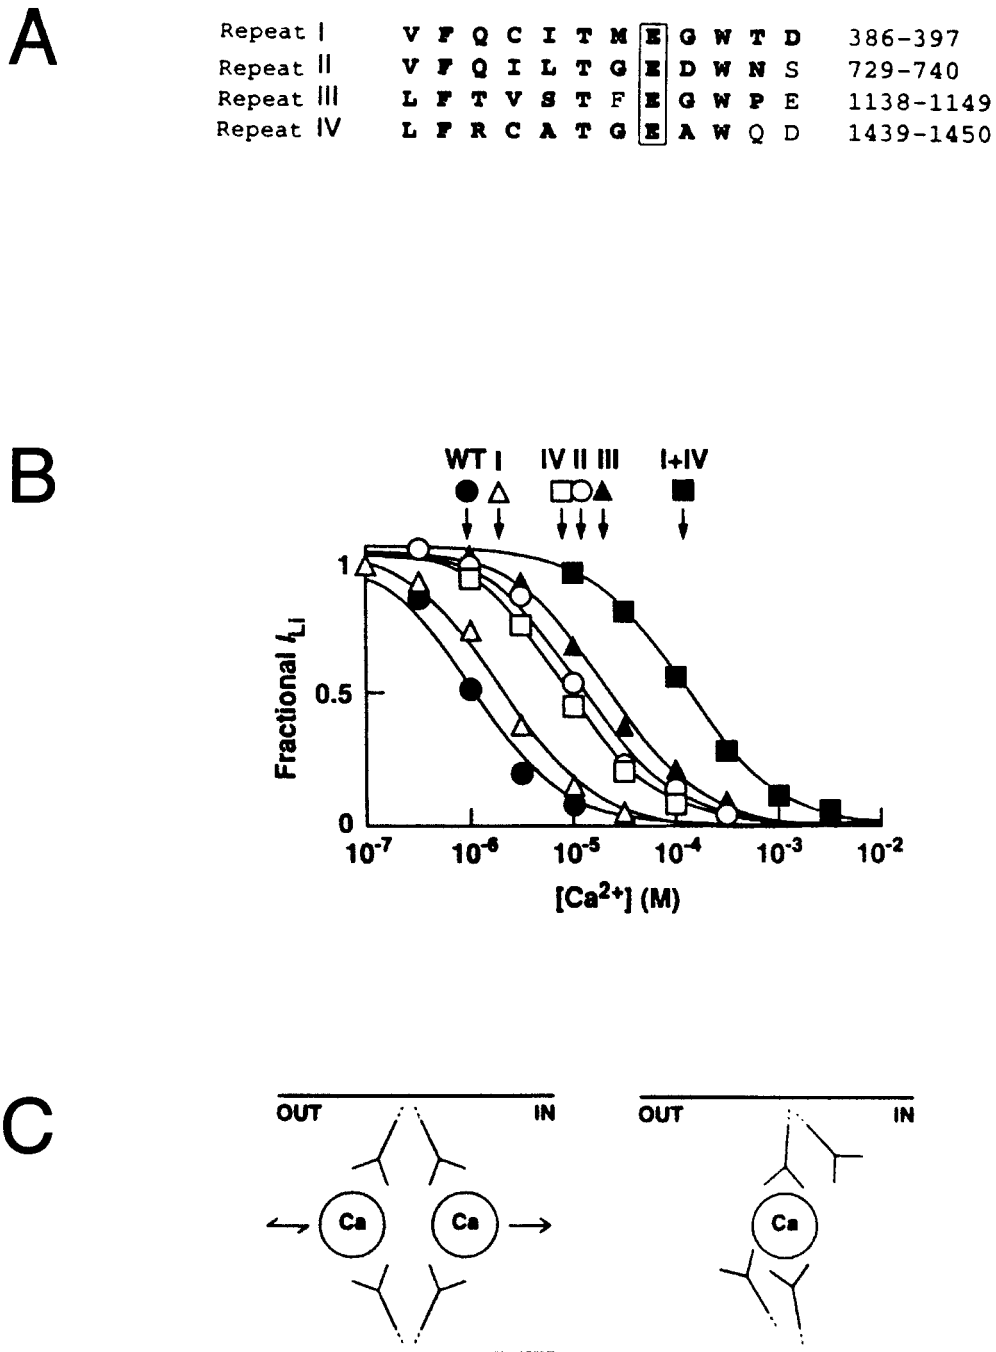 A
Repeat I V F Q C I T M E G W T D 386-397
Repeat II V F Q I L T G E D W N S 729-740
Repeat III L F T V S T F E G W P E 1138-1149
Repeat IV L F R C A T G E A W Q D 1439-1450
B
WT I IV II III I+IV
1
0.5
0
Fractional I_Li
10^-7 10^-6 10^-5 10^-4 10^-3 10^-2
[Ca2+] (M)
C
OUT IN OUT IN
Ca Ca Ca